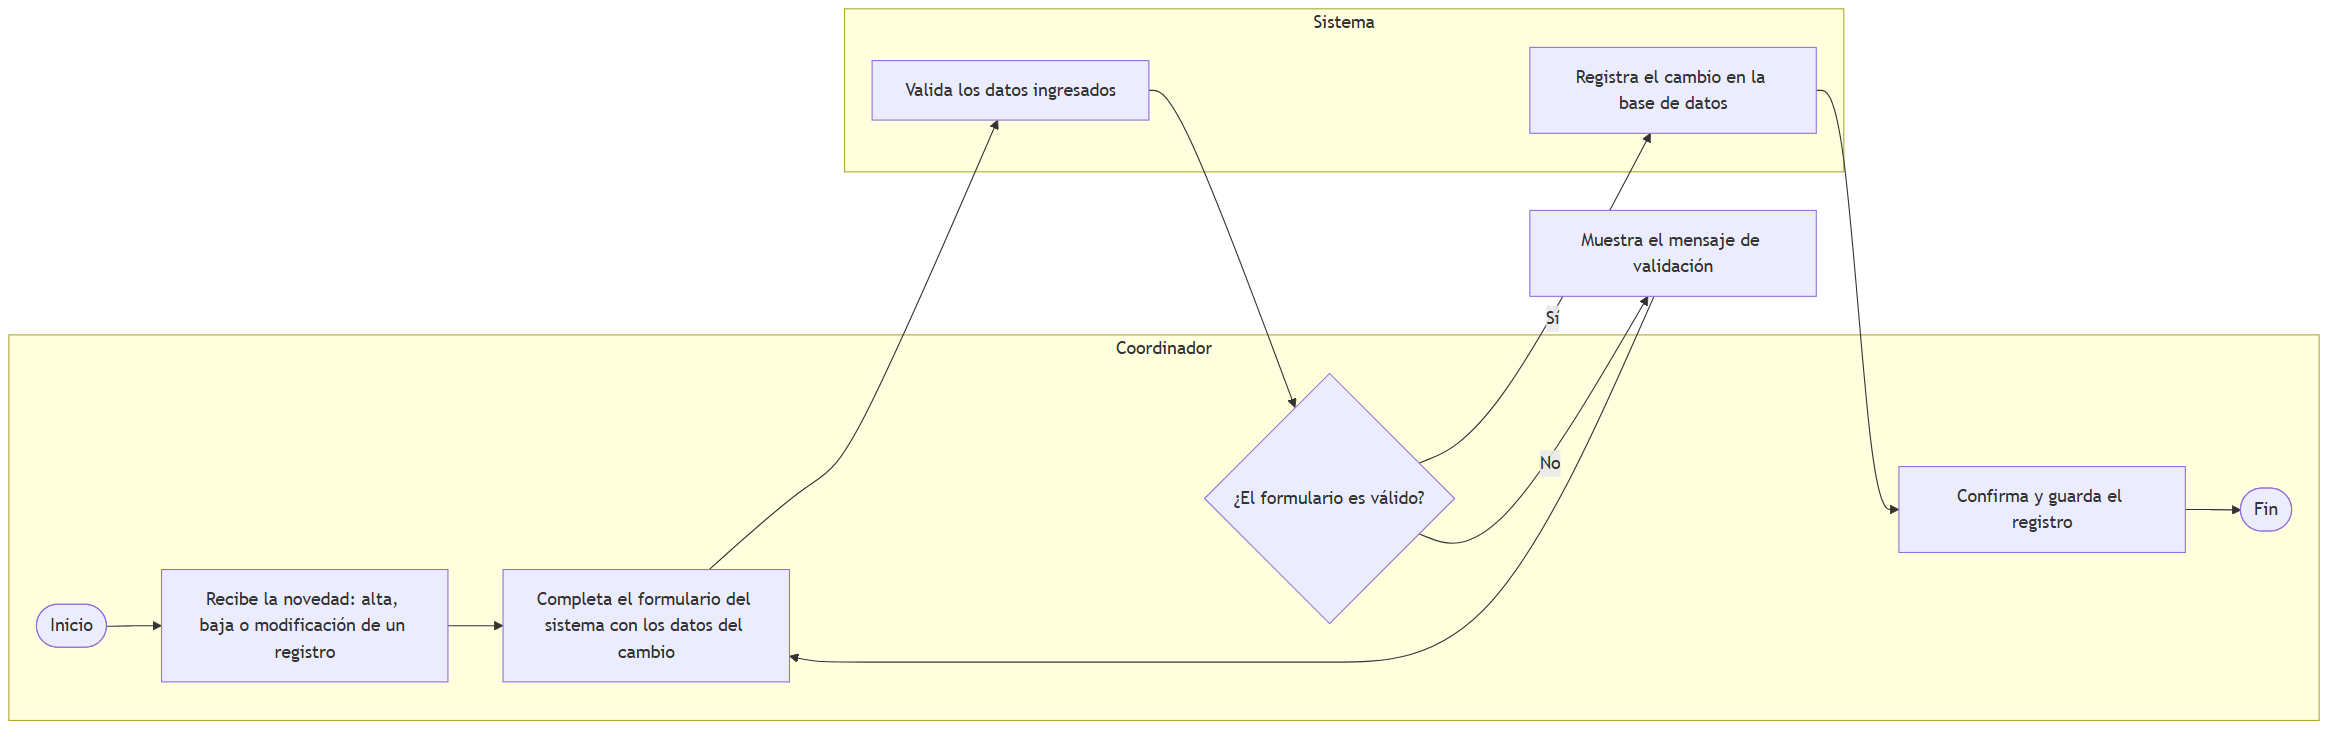 Sistema
Valida los datos ingresados
Registra el cambio en la
base de datos
Muestra el mensaje de
validación
Sí
Coordinador
No
¿El formulario es válido?
Confirma y guarda el
registro
Fin
Inicio
Recibe la novedad: alta,
baja o modificación de un
registro
Completa el formulario del
sistema con los datos del
cambio